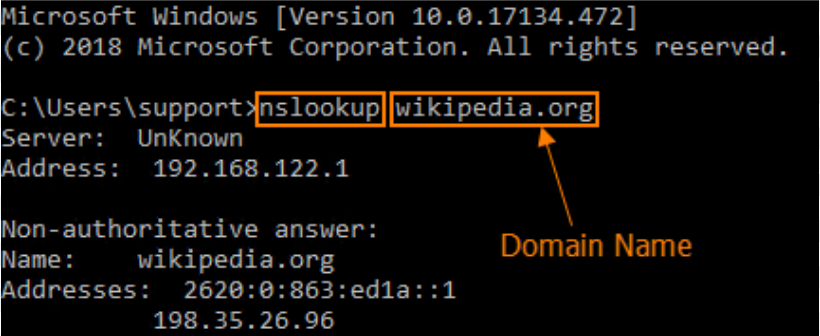 Microsoft Windows [Version 10.0.17134.472]
(c) 2018 Microsoft Corporation. All rights reserved.
C:\Users\support>nslookup wikipedia.org
Server:  UnKnown
Address:  192.168.122.1
Non-authoritative answer:
Name:    wikipedia.org
Domain Name
Addresses:  2620:0:863:ed1a::1
198.35.26.96